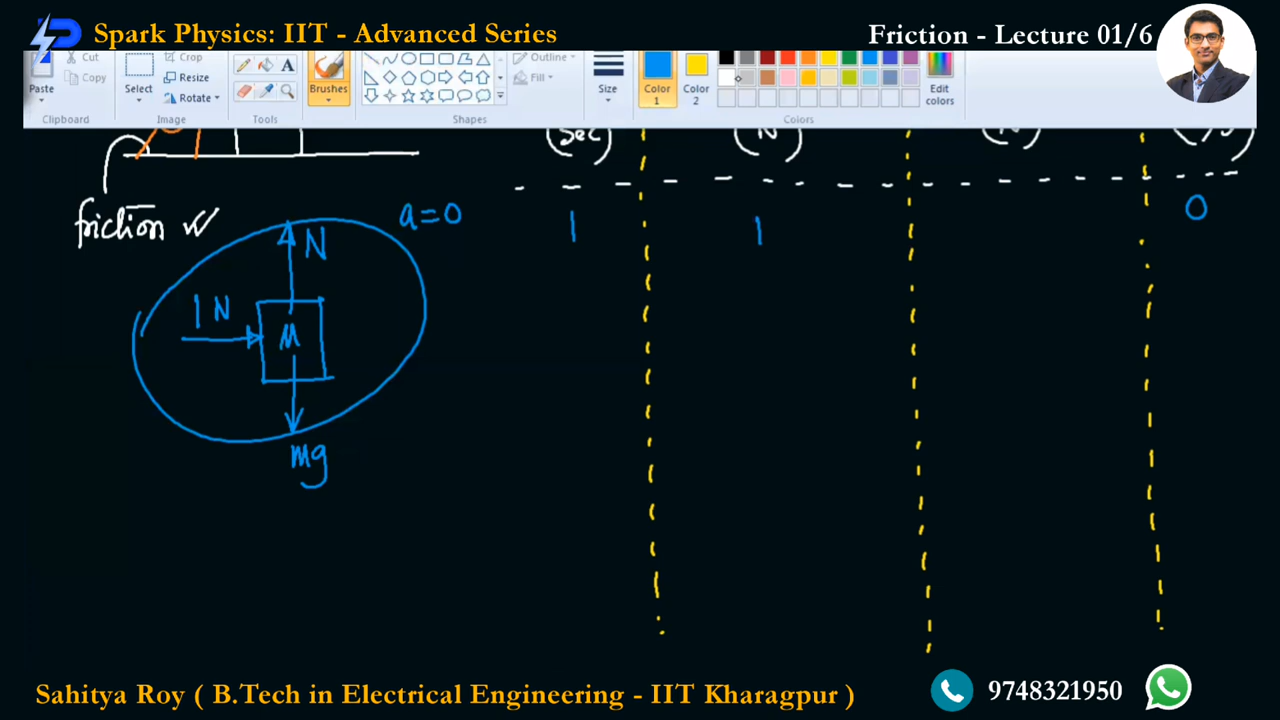 Spark Physics: IIT - Advanced Series
Friction - Lecture 01/6
Paste
Cut
Copy
Clipboard
Select
Crop
Resize
Rotate
Image
A
Tools
Brushes
Outline
Fill
Shapes
Size
Color 1
Color 2
Edit colors
Colors
(Sec)
(N)
friction
a=0
1
1
0
N
1 N
M
mg
Sahitya Roy ( B.Tech in Electrical Engineering - IIT Kharagpur )
9748321950